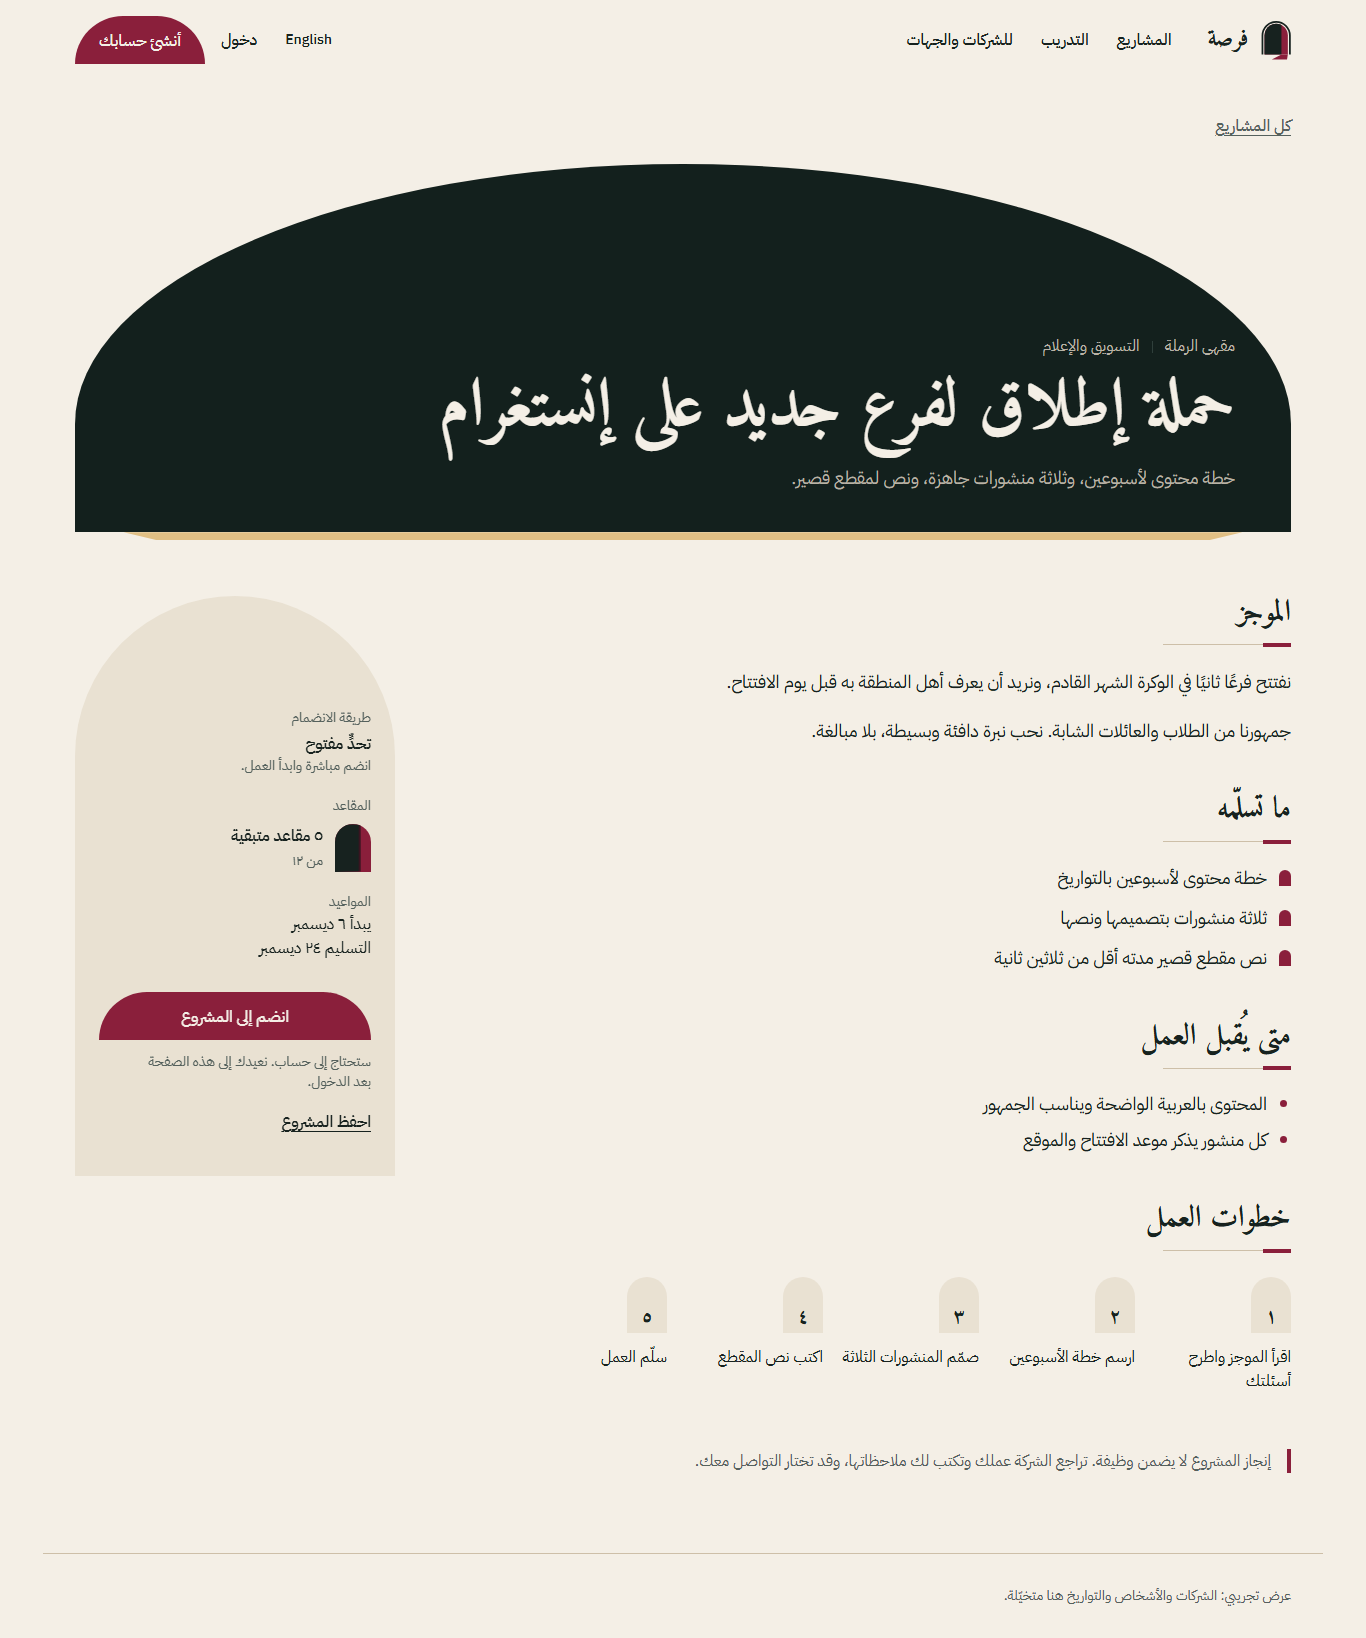 فرصة
المشاريع
التدريب
للشركات والجهات
English
دخول
أنشئ حسابك
كل المشاريع
مقهى الرملة | التسويق والإعلام
حملة إطلاق لفرع جديد على إنستغرام
خطة محتوى لأسبوعين، وثلاثة منشورات جاهزة، ونص لمقطع قصير.
الموجز
نفتتح فرعًا ثانيًا في الوكرة الشهر القادم، ونريد أن يعرف أهل المنطقة به قبل يوم الافتتاح.
جمهورنا من الطلاب والعائلات الشابة. نحب نبرة دافئة وبسيطة، بلا مبالغة.
ما تسلّمه
خطة محتوى لأسبوعين بالتواريخ
ثلاثة منشورات بتصميمها ونصها
نص مقطع قصير مدته أقل من ثلاثين ثانية
متى يُقبل العمل
المحتوى بالعربية الواضحة ويناسب الجمهور
كل منشور يذكر موعد الافتتاح والموقع
خطوات العمل
١
اقرأ الموجز واطرح
أسئلتك
٢
ارسم خطة الأسبوعين
٣
صمّم المنشورات الثلاثة
٤
اكتب نص المقطع
٥
سلّم العمل
إنجاز المشروع لا يضمن وظيفة. تراجع الشركة عملك وتكتب لك ملاحظاتها، وقد تختار التواصل معك.
طريقة الانضمام
تحدٍّ مفتوح
انضم مباشرة وابدأ العمل.
المقاعد
٥ مقاعد متبقية
من ١٢
المواعيد
يبدأ ٦ ديسمبر
التسليم ٢٤ ديسمبر
انضم إلى المشروع
ستحتاج إلى حساب. نعيدك إلى هذه الصفحة
بعد الدخول.
احفظ المشروع
عرض تجريبي: الشركات والأشخاص والتواريخ هنا متخيّلة.